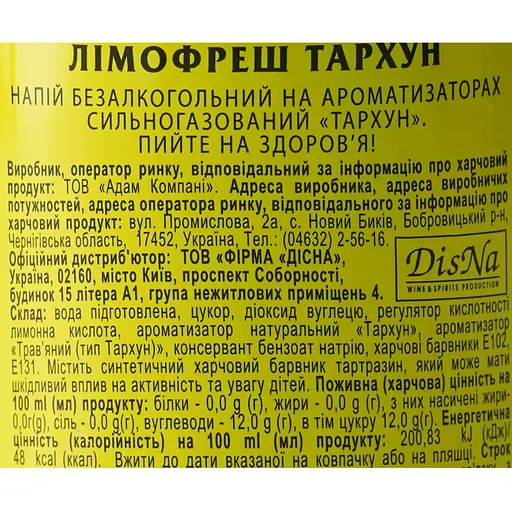 ЛІМОФРЕШ ТАРХУН
НАПІЙ БЕЗАЛКОГОЛЬНИЙ НА АРОМАТИЗАТОРАХ
СИЛЬНОГАЗОВАНИЙ «ТАРХУН».
ПИЙТЕ НА ЗДОРОВ'Я!
Виробник, оператор ринку, відповідальний за інформацію про харчовий
продукт: ТОВ «Адам Компані». Адреса виробника, адреса виробничих
потужностей, адреса оператора ринку, відповідального за інформацію про
харчовий продукт: вул. Промислова, 2а, с. Новий Биків, Бобровицький р-н,
Чернігівська область, 17452, Україна, Тел.: (04632) 2-56-16.
Офіційний дистриб'ютор: ТОВ «ФІРМА «ДІСНА»,
Україна, 02160, місто Київ, проспект Соборності,
будинок 15 літера А1, група нежитлових приміщень 4.
DisNa
WINE&SPIRITS PRODUCTION
Склад: вода підготовлена, цукор, діоксид вуглецю, регулятор кислотності
лимонна кислота, ароматизатор натуральний «Тархун», ароматизатор
«Трав'яний (тип Тархун)», консервант бензоат натрію, харчові барвники Е102,
Е131. Містить синтетичний харчовий барвник тартразин, який може мати
шкідливий вплив на активність та увагу дітей. Поживна (харчова) цінність на
100 ml (мл) продукту: білки - 0,0 g (г), жири - 0,0 g (г), з них насичені жири-
0,0г(g), сіль - 0,0 g (г), вуглеводи - 12,0 g(г), в тім цукру 12,0 g(г). Енергетична
цінність (калорійність) на 100 ml (мл) продукту: 200,83 kJ (кДж)/
48 kcal (ккал). Вжити до дати вказаної на ковпачку або на пляшці. Строк